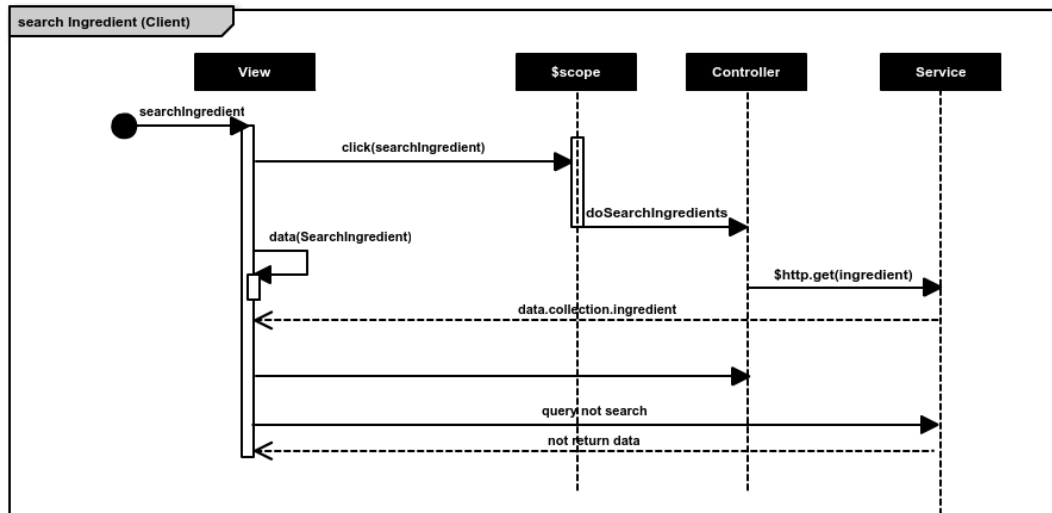 search Ingredient (Client)
View
$scope
Controller
Service
searchIngredient
click(searchIngredient)
doSearchIngredients
data(SearchIngredient)
$http.get(ingredient)
data.collection.ingredient
query not search
not return data